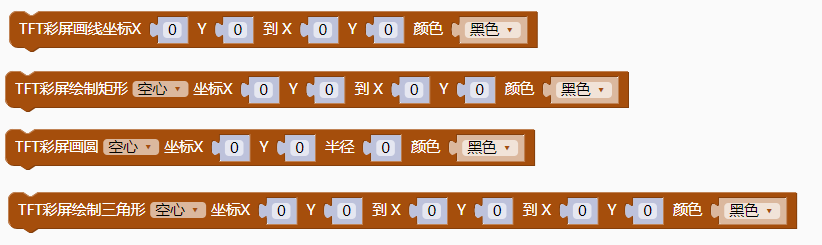 TFT彩屏画线坐标X 0 Y 0 到 X 0 Y 0 颜色 黑色
TFT彩屏绘制矩形 空心 坐标X 0 Y 0 到 X 0 Y 0 颜色 黑色
TFT彩屏画圆 空心 坐标X 0 Y 0 半径 0 颜色 黑色
TFT彩屏绘制三角形 空心 坐标X 0 Y 0 到 X 0 Y 0 到 X 0 Y 0 颜色 黑色